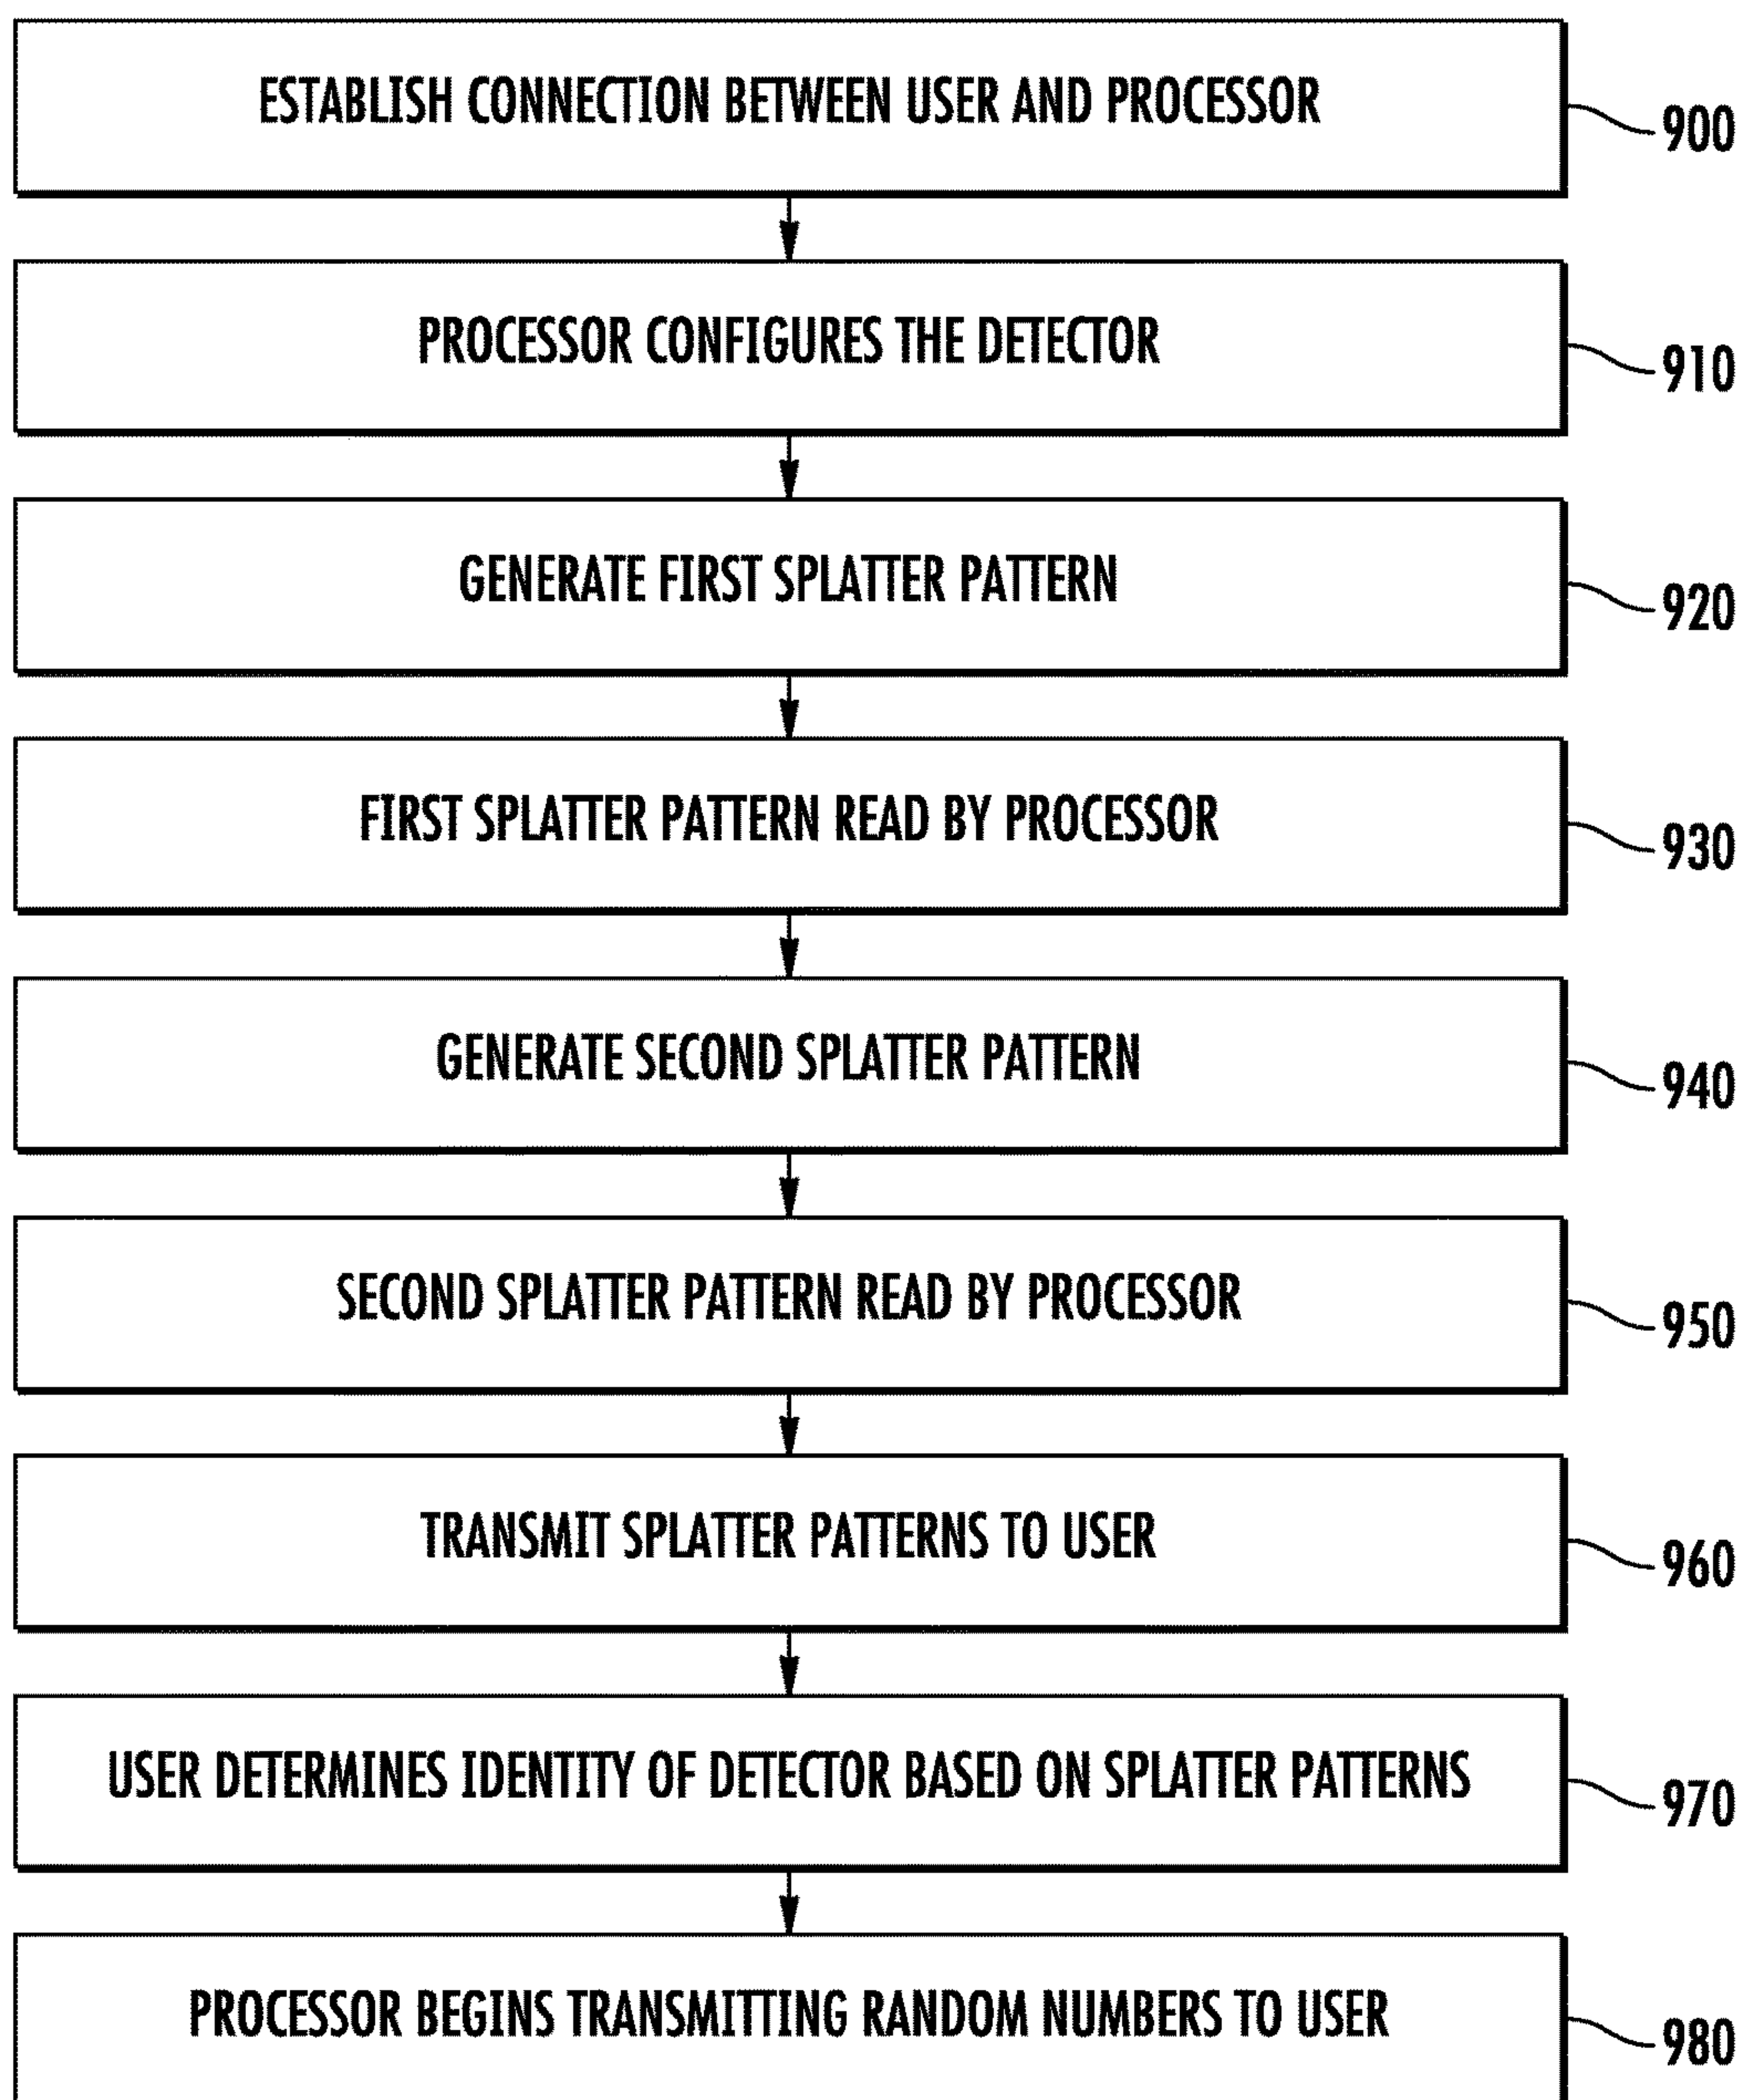 ESTABLISH CONNECTION BETWEEN USER AND PROCESSOR
900
PROCESSOR CONFIGURES THE DETECTOR
910
GENERATE FIRST SPLATTER PATTERN
920
FIRST SPLATTER PATTERN READ BY PROCESSOR
930
GENERATE SECOND SPLATTER PATTERN
940
SECOND SPLATTER PATTERN READ BY PROCESSOR
950
TRANSMIT SPLATTER PATTERNS TO USER
960
USER DETERMINES IDENTITY OF DETECTOR BASED ON SPLATTER PATTERNS
970
PROCESSOR BEGINS TRANSMITTING RANDOM NUMBERS TO USER
980